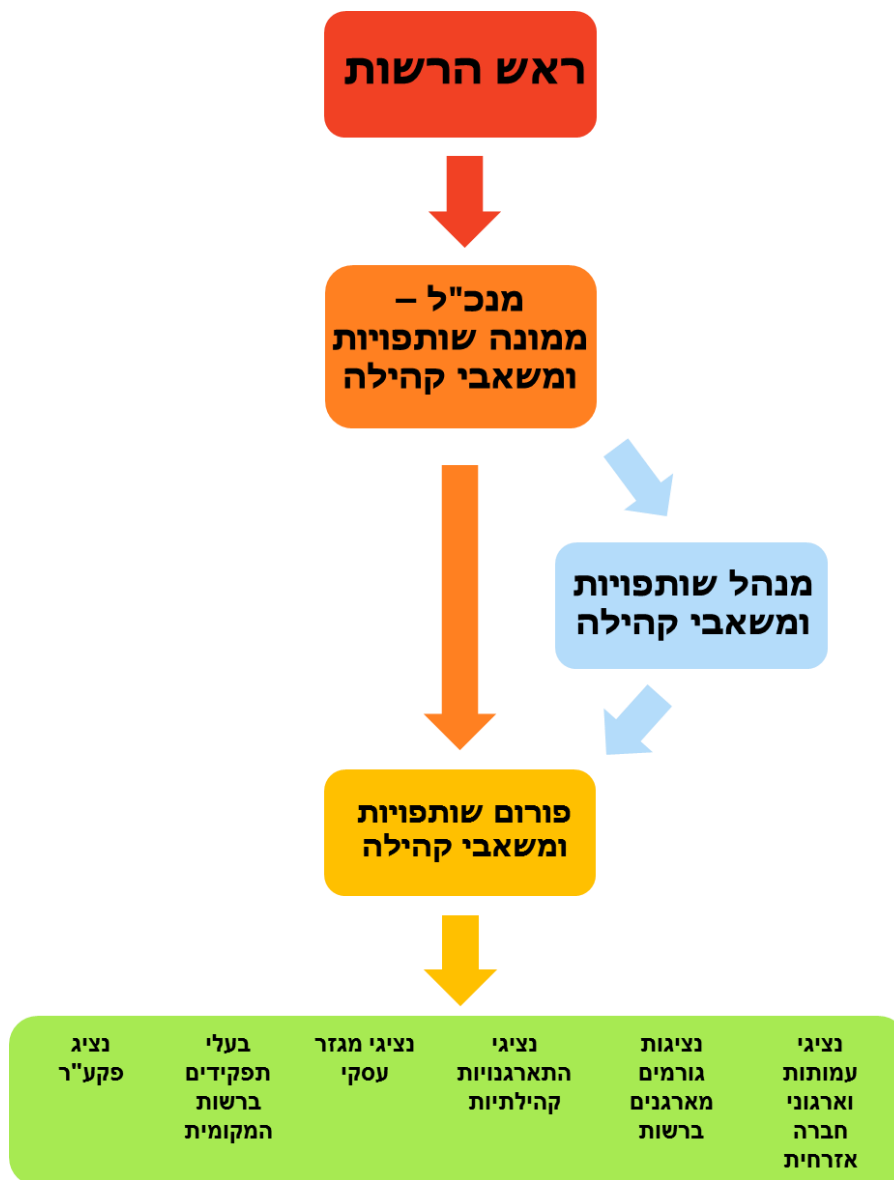 ראש הרשות
מנכ"ל –
ממונה שותפויות
ומשאבי קהילה
מנהל שותפויות
ומשאבי קהילה
פורום שותפויות
ומשאבי קהילה
נציגי
עמותות
וארגוני
חברה
אזרחית
נציגות
גורמים
מארגנים
ברשות
נציגי
התארגנויות
קהילתיות
נציגי מגזר
עסקי
בעלי
תפקידים
ברשות
המקומית
נציג
פקע"ר